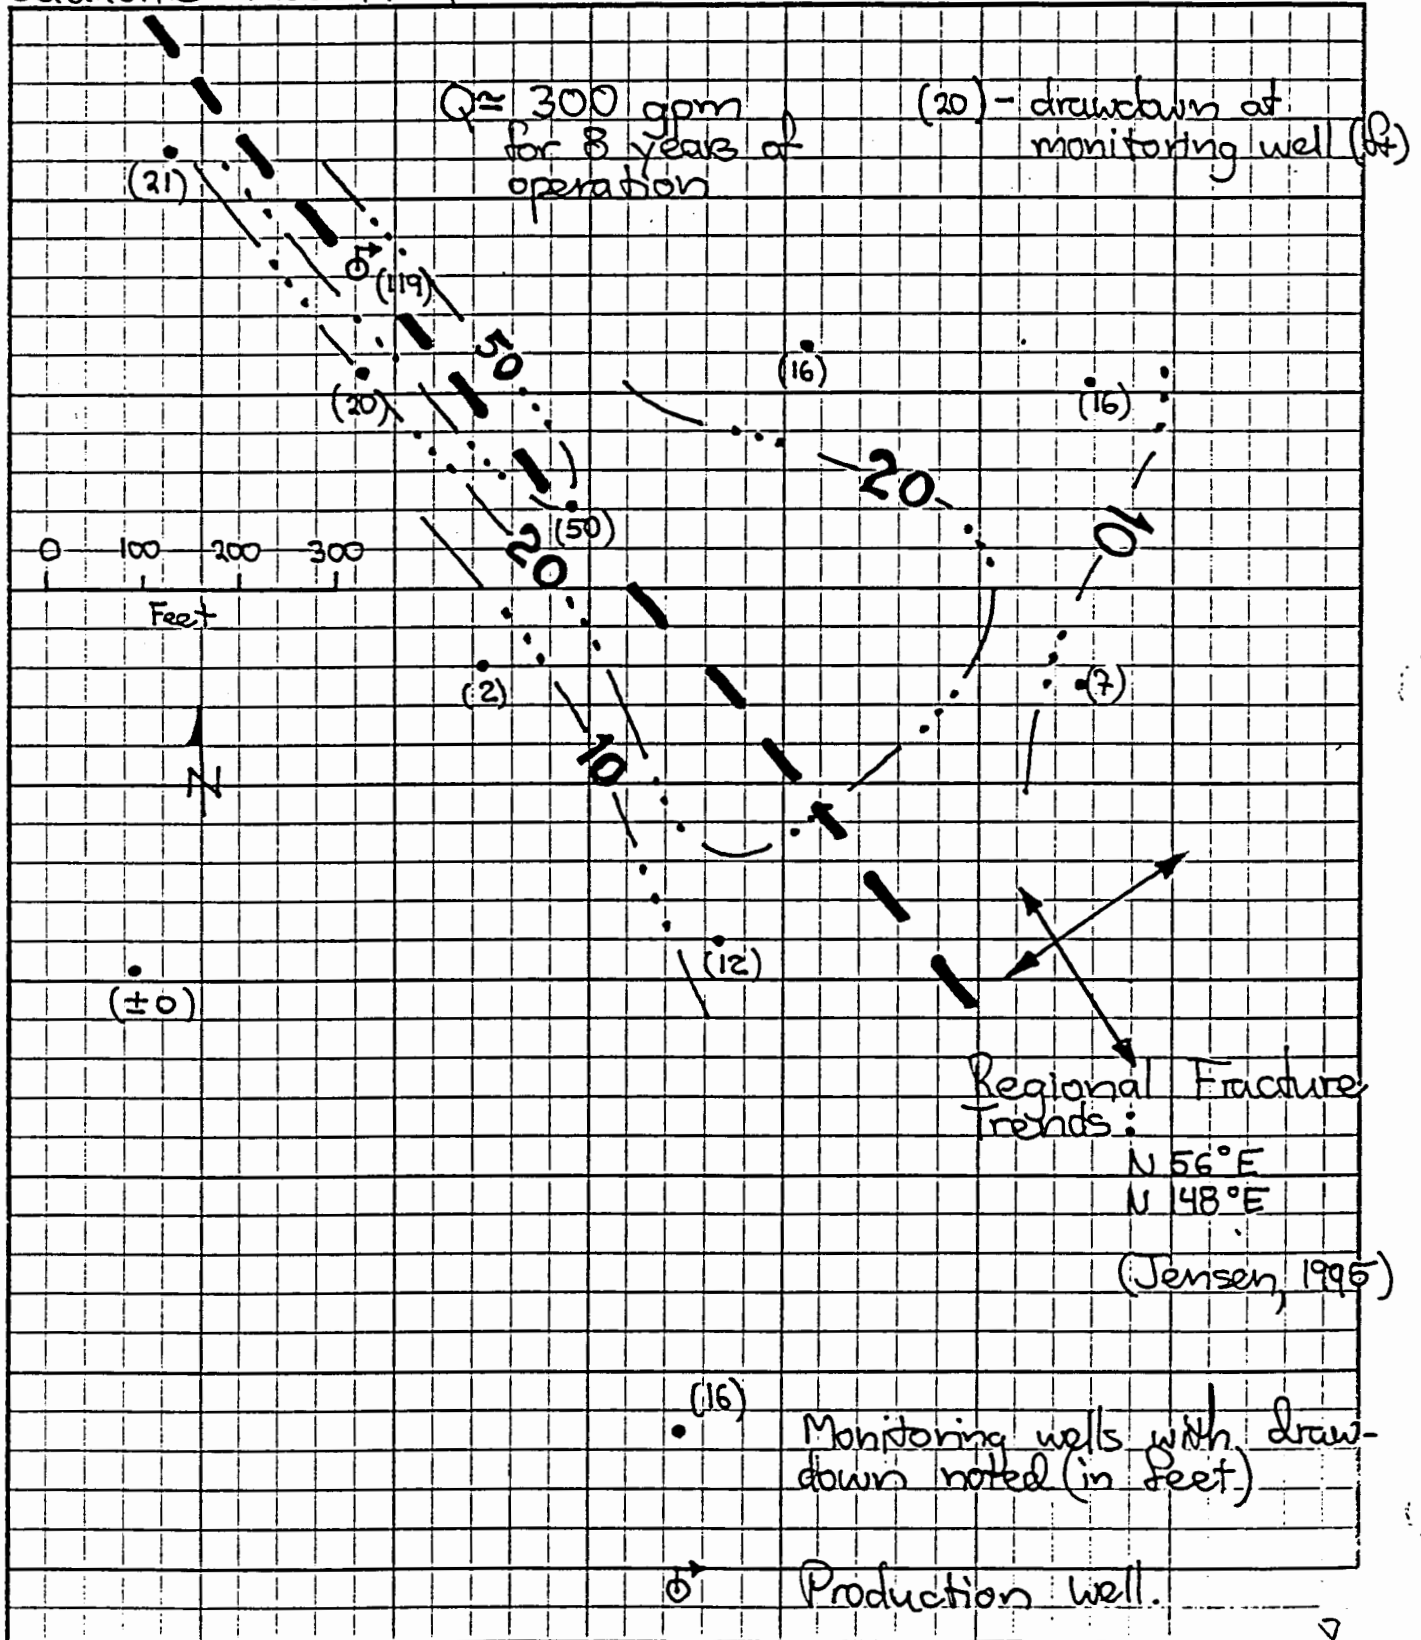 Q≃ 300 gpm
for 8 years of
operation
(20) - drawdown at
monitoring well (ft)
(21)
(119)
50
(16)
(16)
(20)
20
(50)
20
10
0 100 200 300
Feet
(2)
(7)
10
N
(12)
(±0)
Regional Fracture
Trends:
N 56°E
N 148°E
(Jensen, 1995)
(16)
Monitoring wells with draw-
down noted (in feet)
Production well.